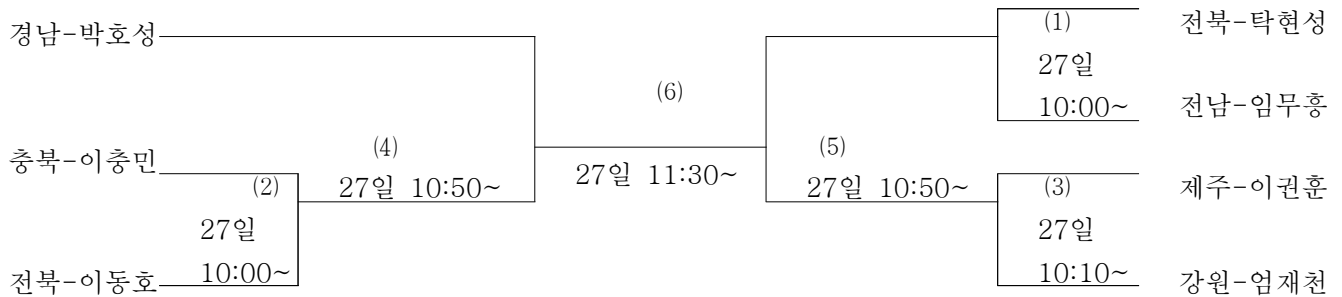 경남-박호성
(1)
전북-탁현성
27일
(6)
10:00~
전남-임무흥
충북-이충민
(4)
(5)
27일 11:30~
(2)
27일 10:50~
27일 10:50~
(3)
제주-이권훈
27일
27일
전북-이동호
10:00~
10:10~
강원-엄재천